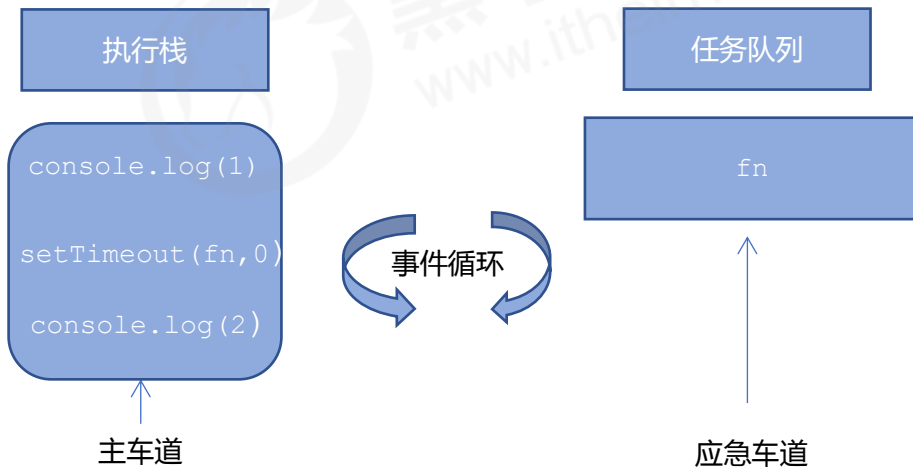 执行栈
任务队列
console.log(1)
setTimeout(fn,0)
console.log(2)
fn
事件循环
主车道
应急车道